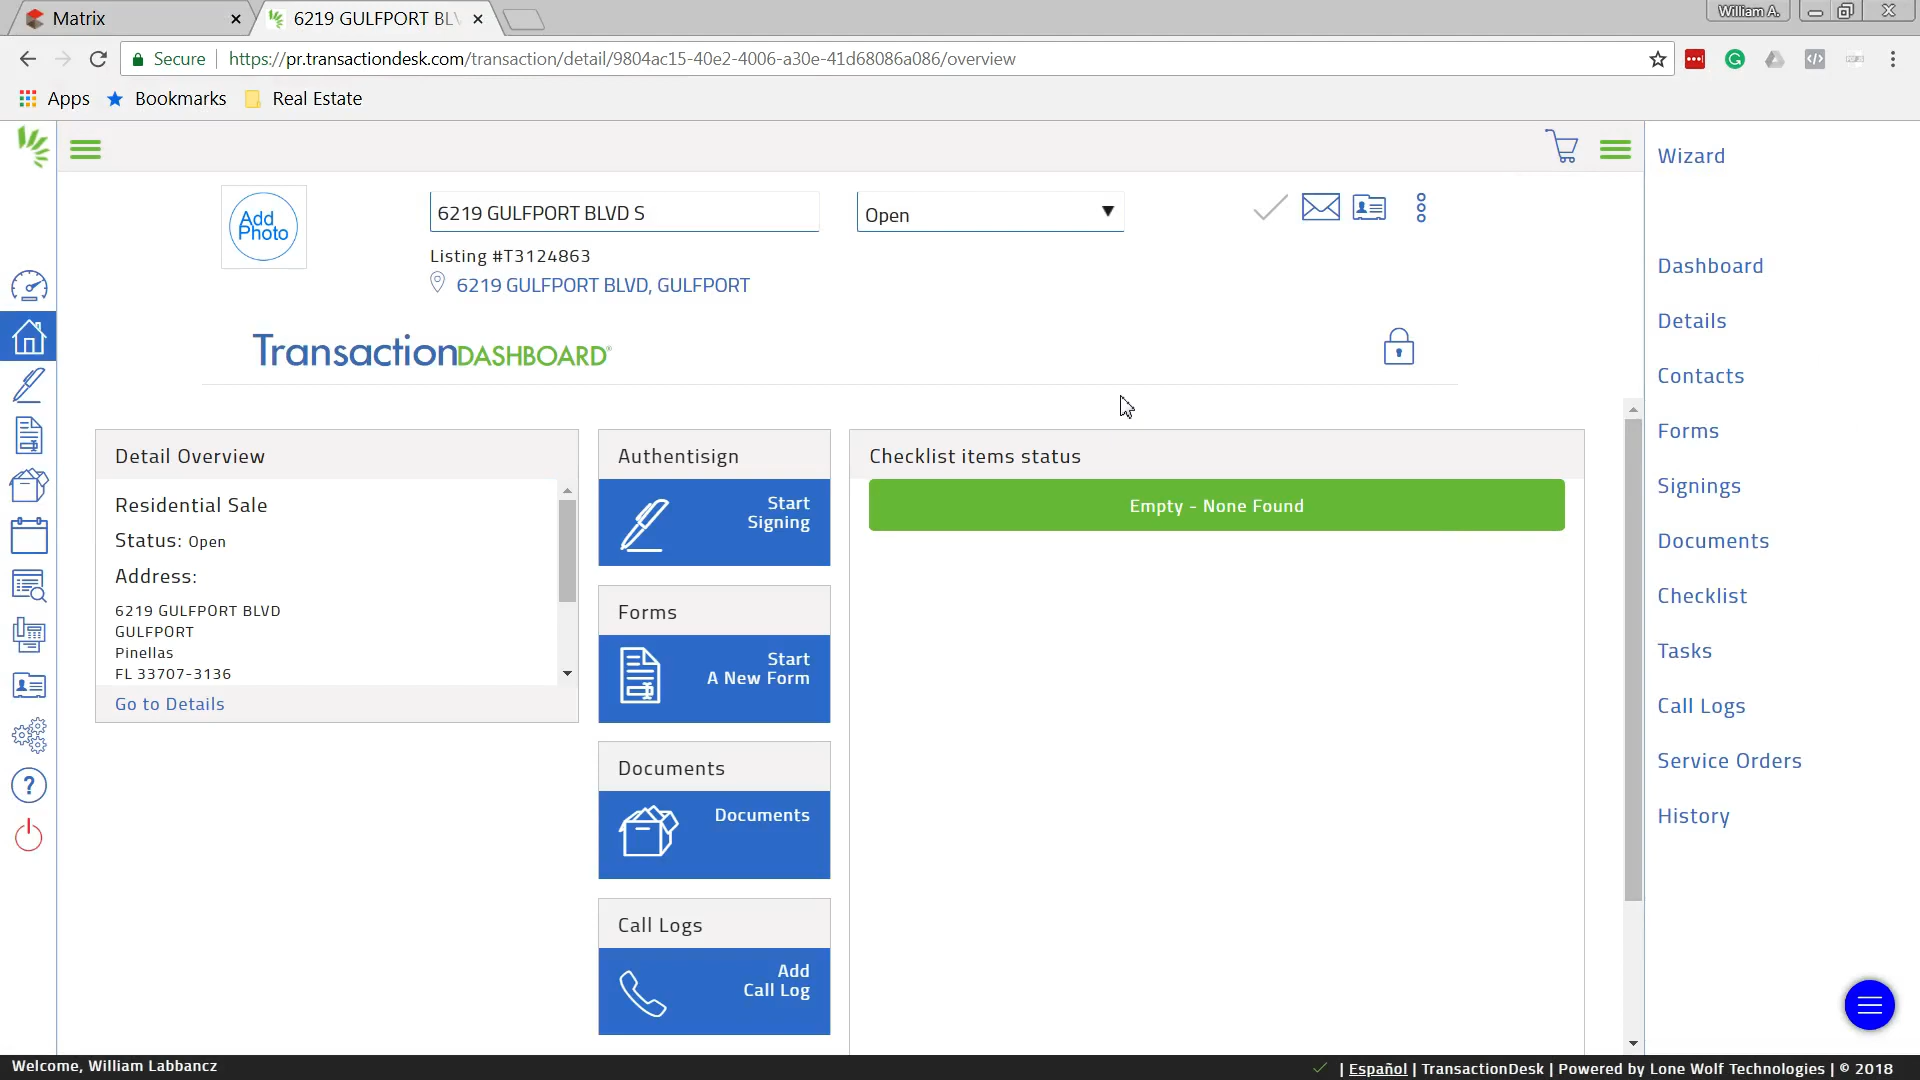 Matrix
6219 GULFPORT BLV
William A.
Secure
https://pr.transactiondesk.com/transaction/detail/9804ac15-40e2-4006-a30e-41d68086a086/overview
Apps
Bookmarks
Real Estate
Add
Photo
6219 GULFPORT BLVD S
Open
Listing #T3124863
6219 GULFPORT BLVD, GULFPORT
TransactionDASHBOARD®
Detail Overview
Residential Sale
Status: Open
Address:
6219 GULFPORT BLVD
GULFPORT
Pinellas
FL 33707-3136
Go to Details
Authentisign
Start
Signing
Forms
Start
A New Form
Documents
Documents
Call Logs
Add
Call Log
Checklist items status
Empty - None Found
Wizard
Dashboard
Details
Contacts
Forms
Signings
Documents
Checklist
Tasks
Call Logs
Service Orders
History
Welcome, William Labbancz
| Español | TransactionDesk | Powered by Lone Wolf Technologies | © 2018